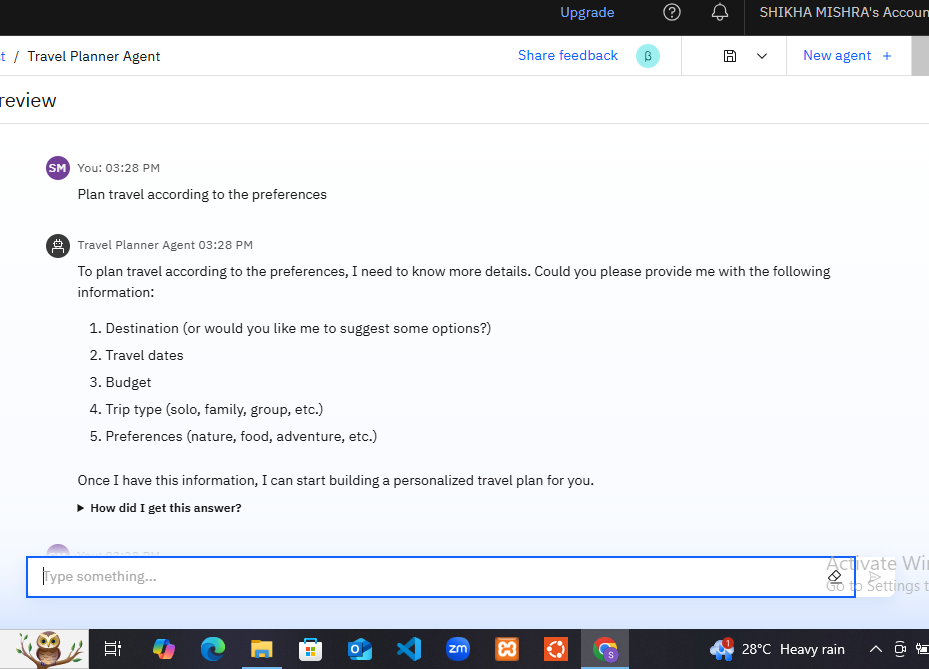 Upgrade
SHIKHA MISHRA's Accoun
t / Travel Planner Agent
Share feedback
β
New agent +
review
SM
You: 03:28 PM
Plan travel according to the preferences
Travel Planner Agent 03:28 PM
To plan travel according to the preferences, I need to know more details. Could you please provide me with the following
information:
1. Destination (or would you like me to suggest some options?)
2. Travel dates
3. Budget
4. Trip type (solo, family, group, etc.)
5. Preferences (nature, food, adventure, etc.)
Once I have this information, I can start building a personalized travel plan for you.
How did I get this answer?
You: 03:28 PM
Type something...
Activate Wi
Go to Settings t
zm
1
S
28°C Heavy rain